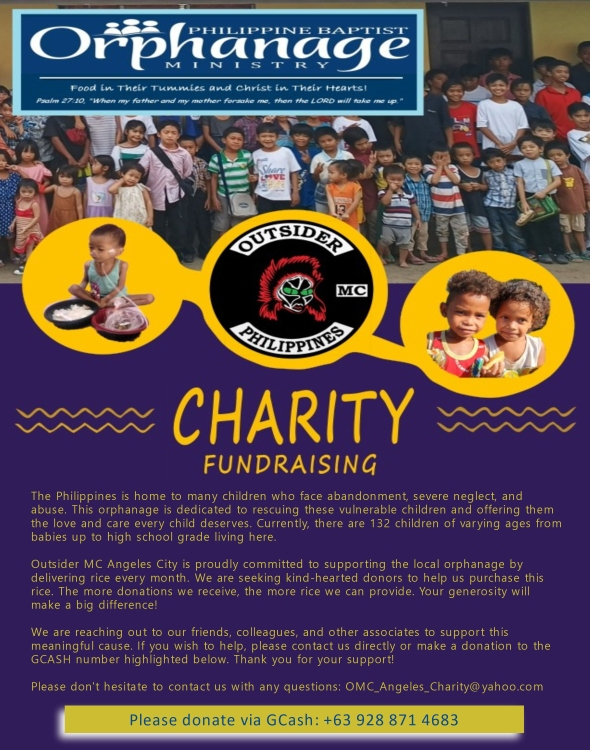 PHILIPPINE BAPTIST
Orphanage
MINISTRY
Food in Their Tummies and Christ in Their Hearts!
Psalm 27:10, "When my father and my mother forsake me, then the LORD will take me up."
OUTSIDER
MC
PHILIPPINES
CHARITY
FUNDRAISING
The Philippines is home to many children who face abandonment, severe neglect, and
abuse. This orphanage is dedicated to rescuing these vulnerable children and offering them
the love and care every child deserves. Currently, there are 132 children of varying ages from
babies up to high school grade living here.
Outsider MC Angeles City is proudly committed to supporting the local orphanage by
delivering rice every month. We are seeking kind-hearted donors to help us purchase this
rice. The more donations we receive, the more rice we can provide. Your generosity will
make a big difference!
We are reaching out to our friends, colleagues, and other associates to support this
meaningful cause. If you wish to help, please contact us directly or make a donation to the
GCASH number highlighted below. Thank you for your support!
Please don't hesitate to contact us with any questions: OMC_Angeles_Charity@yahoo.com
Please donate via GCash: +63 928 871 4683